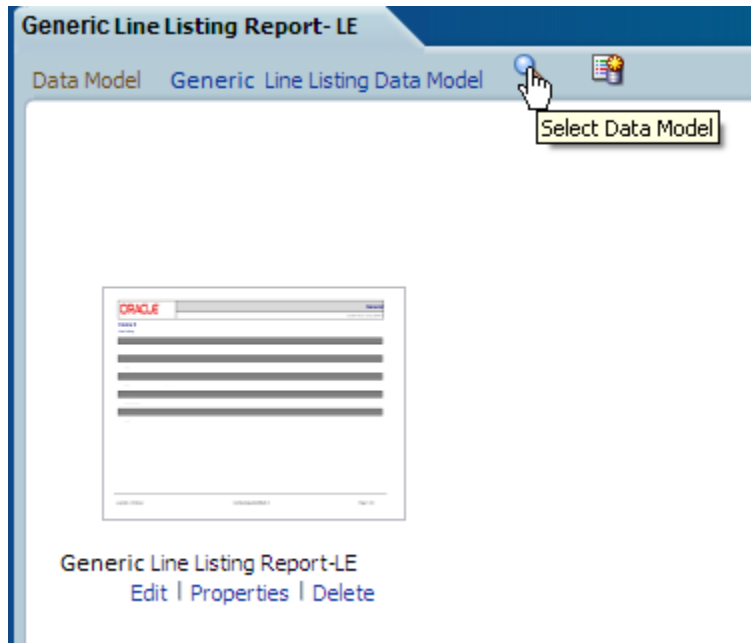 Generic Line Listing Report- LE
Data Model Generic Line Listing Data Model
Select Data Model
ORACLE
Generic Line Listing Report-LE
Edit | Properties | Delete